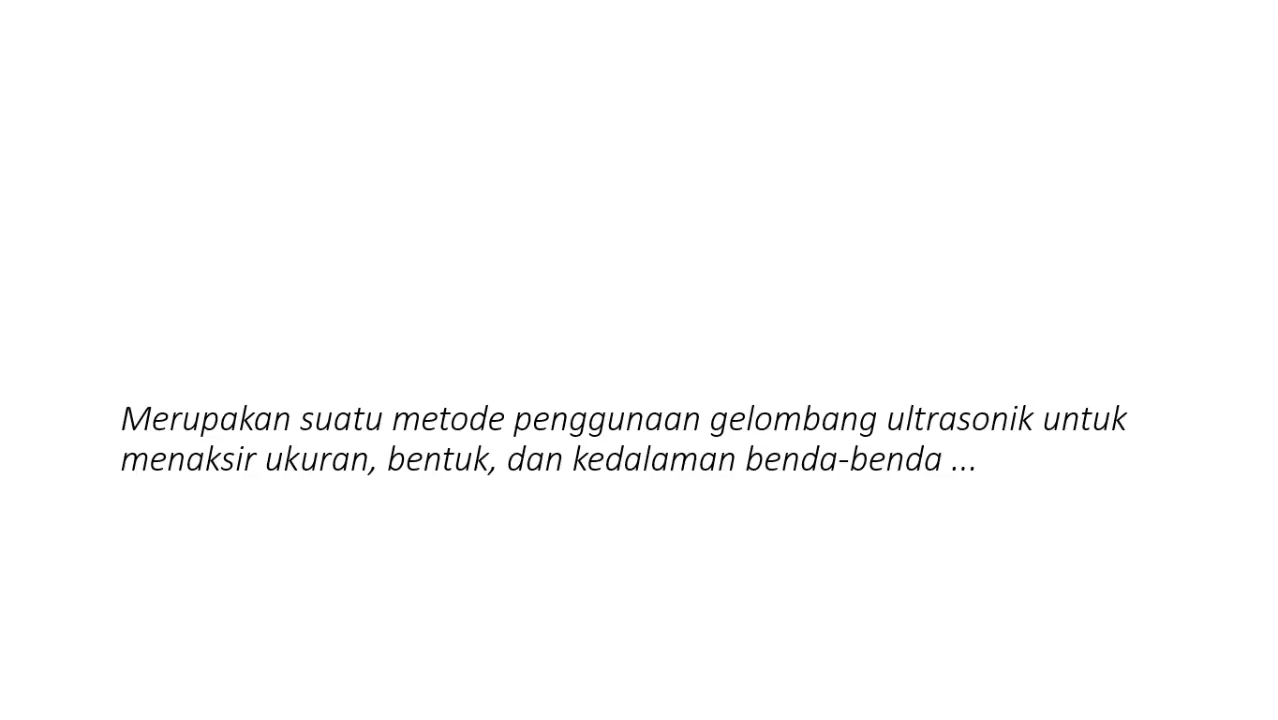 Merupakan suatu metode penggunaan gelombang ultrasonik untuk
menaksir ukuran, bentuk, dan kedalaman benda-benda ...